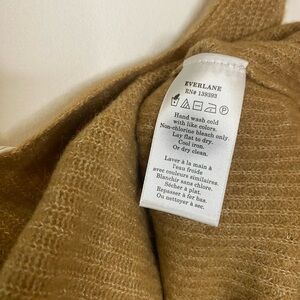 EVERLANE
RN# 139393
P
Hand wash cold
with like colors.
Non-chlorine bleach only.
Lay flat to dry.
Cool iron.
Or dry clean.
Laver à la main à
l'eau froide
avec couleurs similaires.
Blanchir sans chlore.
Sécher à plat.
Repasser à fer bas.
Ou nettoyer à sec.